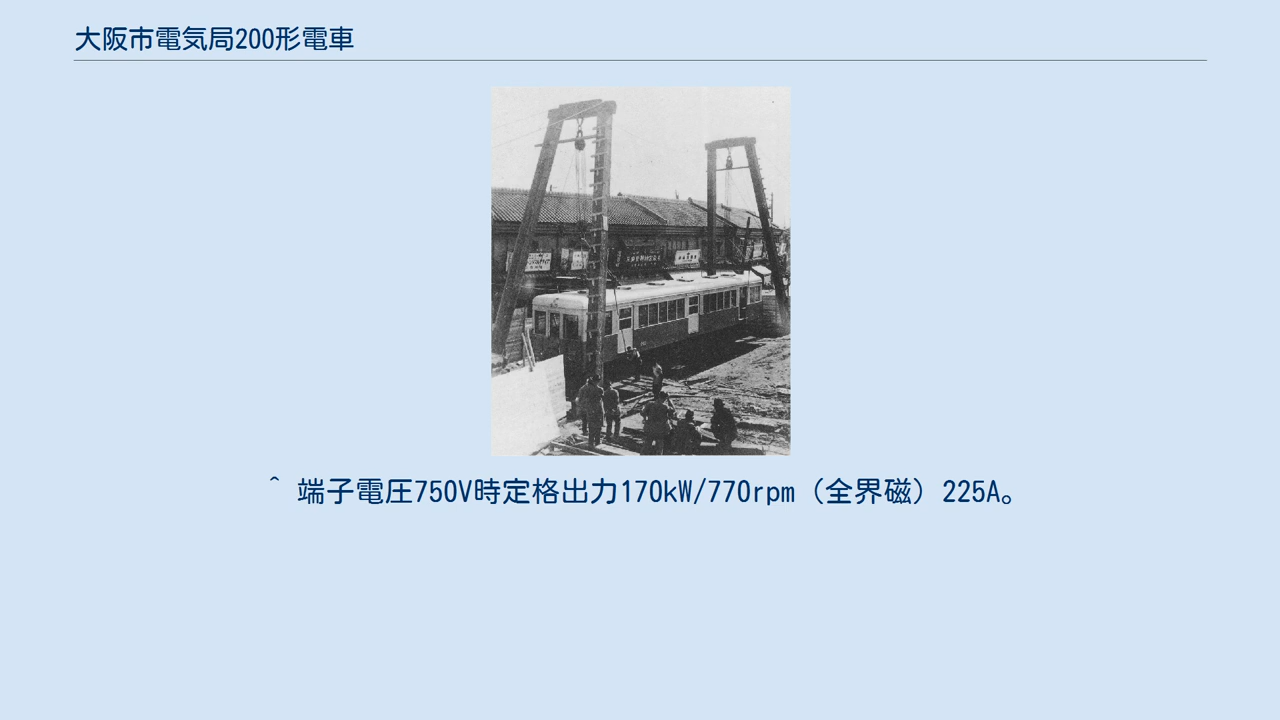 大阪市電気局200形電車
^ 端子電圧750V時定格出力170kW/770rpm（全界磁）225A。